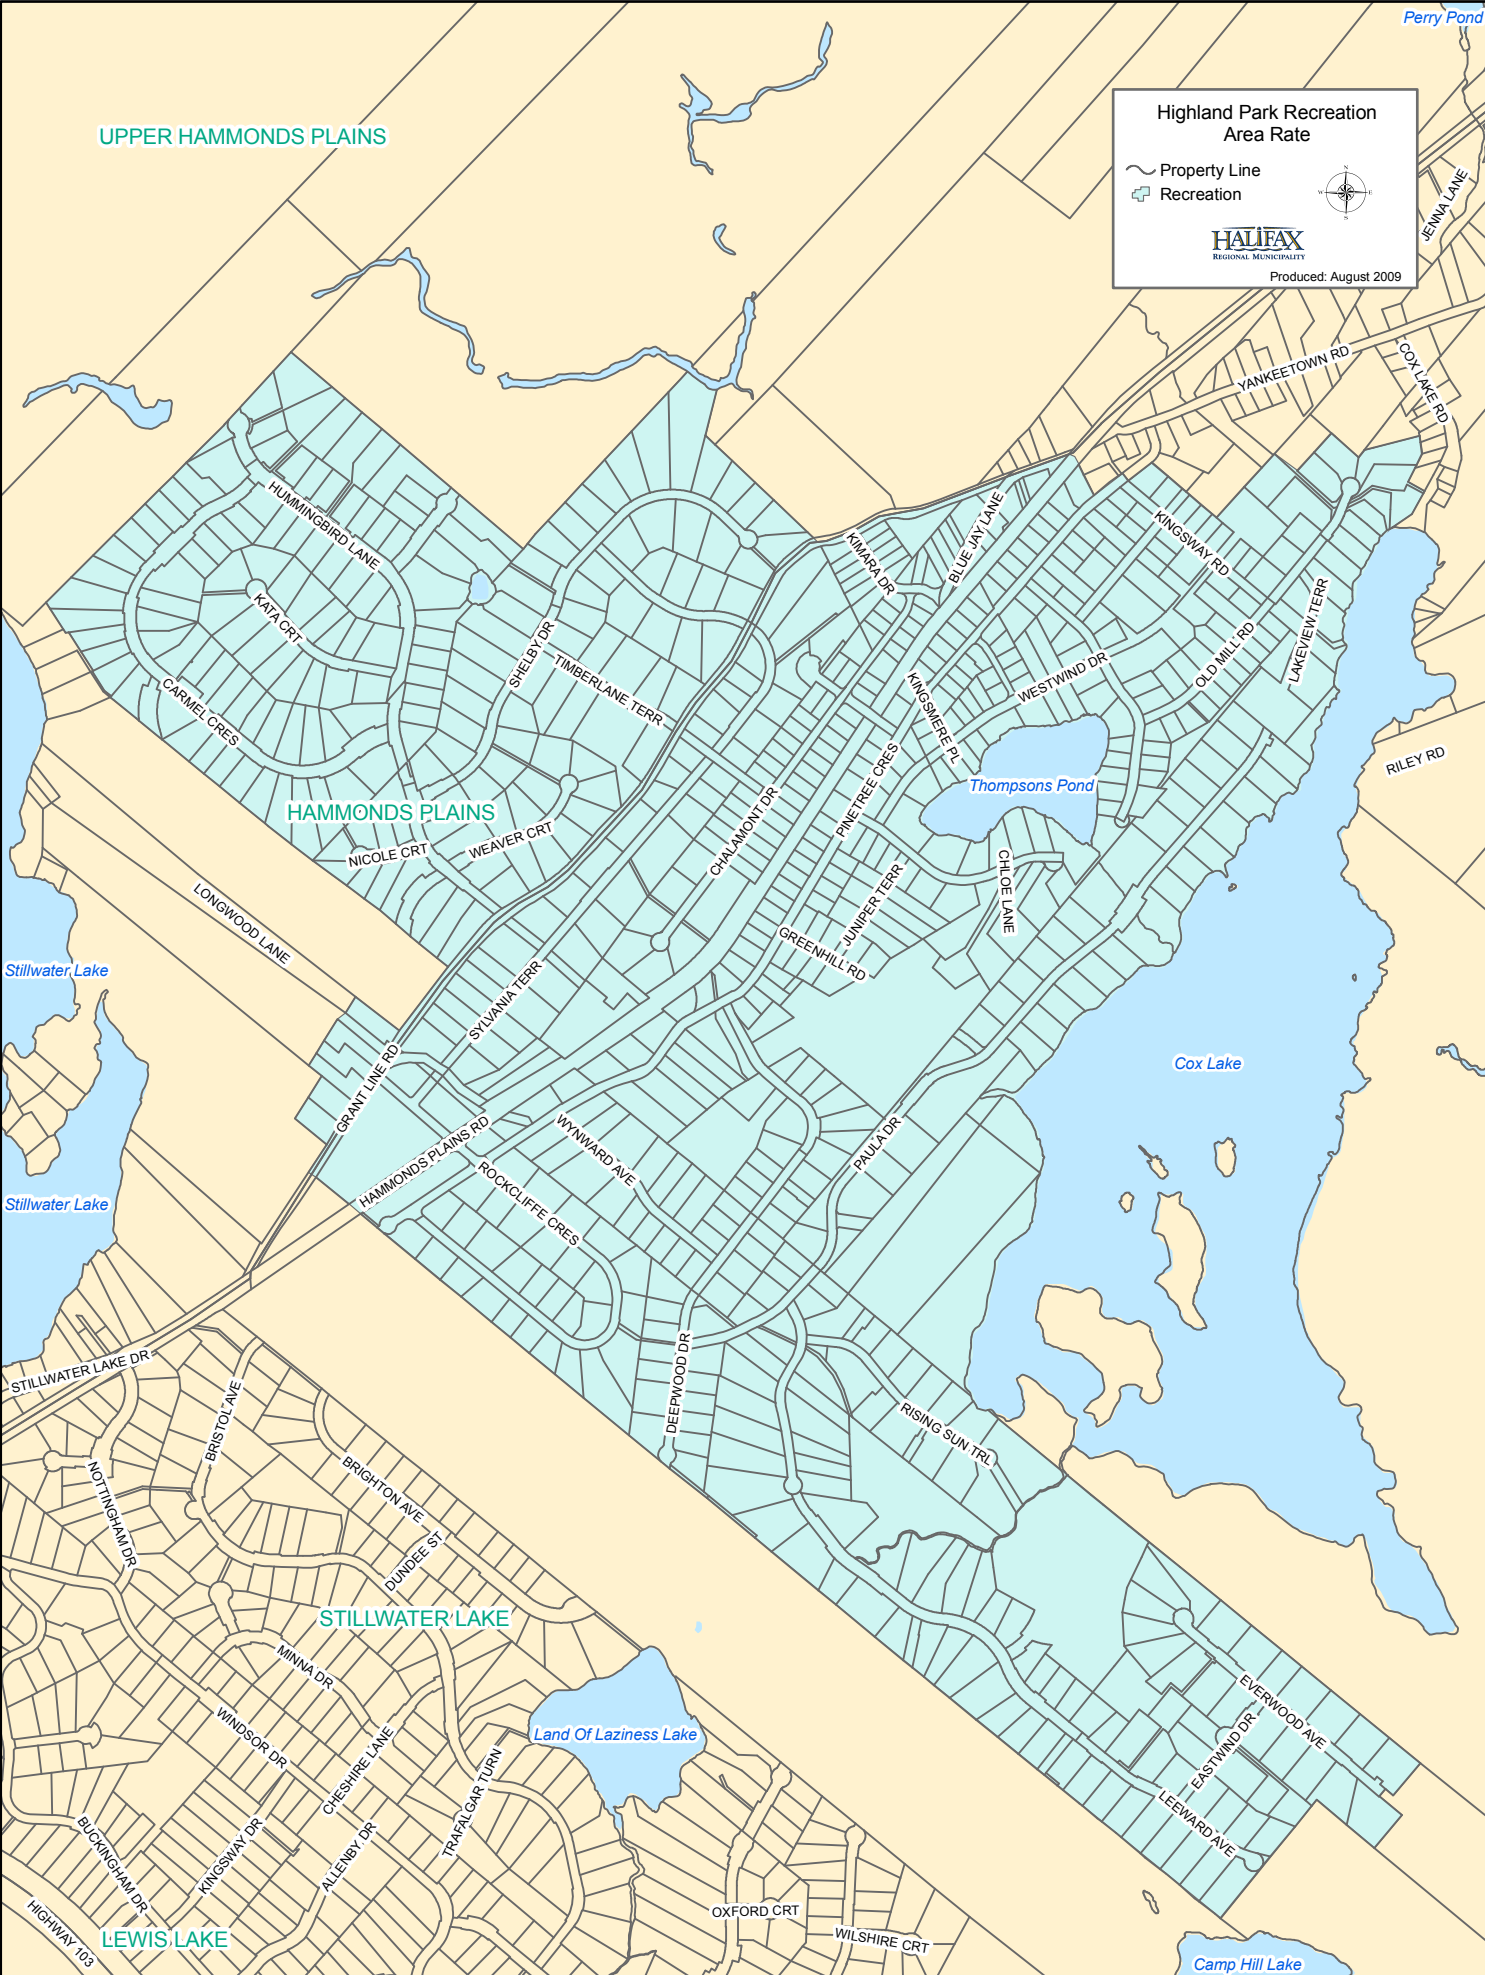 Perry Pond
UPPER HAMMONDS PLAINS
Highland Park Recreation
Area Rate
Property Line
Recreation
N
W
E
S
HALIFAX
REGIONAL MUNICIPALITY
Produced: August 2009
JENNA LANE
YANKEETOWN RD
COX LAKE RD
HUMMINGBIRD LANE
KIMARA DR
BLUE JAY LANE
KINGSWAY RD
KATA CRT
SHELBY DR
TIMBERLANE TERR
LAKEVIEW TERR
OLD MILL RD
WESTWIND DR
CARMEL CRES
KINGSMERE PL
RILEY RD
PINETREE CRES
Thompsons Pond
HAMMONDS PLAINS
CHALAMONT DR
NICOLE CRT
WEAVER CRT
CHLOE LANE
JUNIPER TERR
LONGWOOD LANE
GREENHILL RD
Stillwater Lake
SYLVANIA TERR
Cox Lake
GRANT LINE RD
WYNWARD AVE
PAULA DR
HAMMONDS PLAINS RD
ROCKCLIFFE CRES
Stillwater Lake
STILLWATER LAKE DR
DEEPWOOD DR
BRISTOL AVE
RISING SUN TRL
NOTTINGHAM DR
BRIGHTON AVE
DUNDEE ST
STILLWATER LAKE
MINNA DR
EVERWOOD AVE
WINDSOR DR
Land Of Laziness Lake
EASTWIND DR
CHESHIRE LANE
TRAFALGAR TURN
LEEWARD AVE
BUCKINGHAM DR
KINGSWAY DR
ALLENBY DR
OXFORD CRT
HIGHWAY 103
LEWIS LAKE
WILSHIRE CRT
Camp Hill Lake